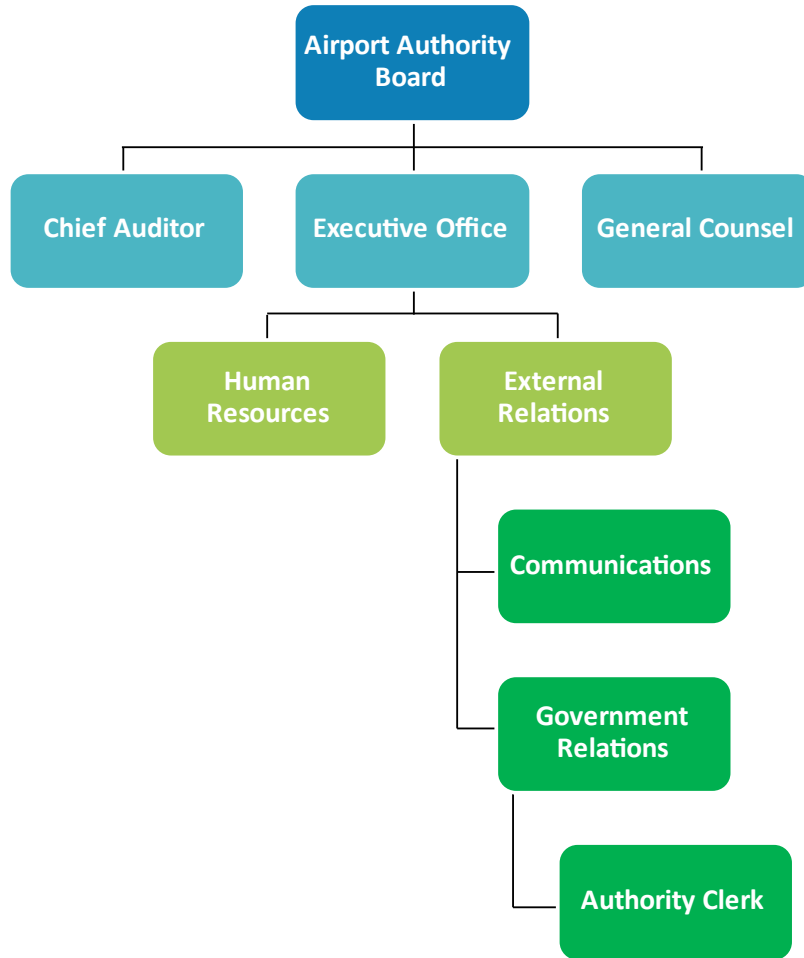 Airport Authority
Board
Chief Auditor
Executive Office
General Counsel
Human
Resources
External
Relations
Communications
Government
Relations
Authority Clerk